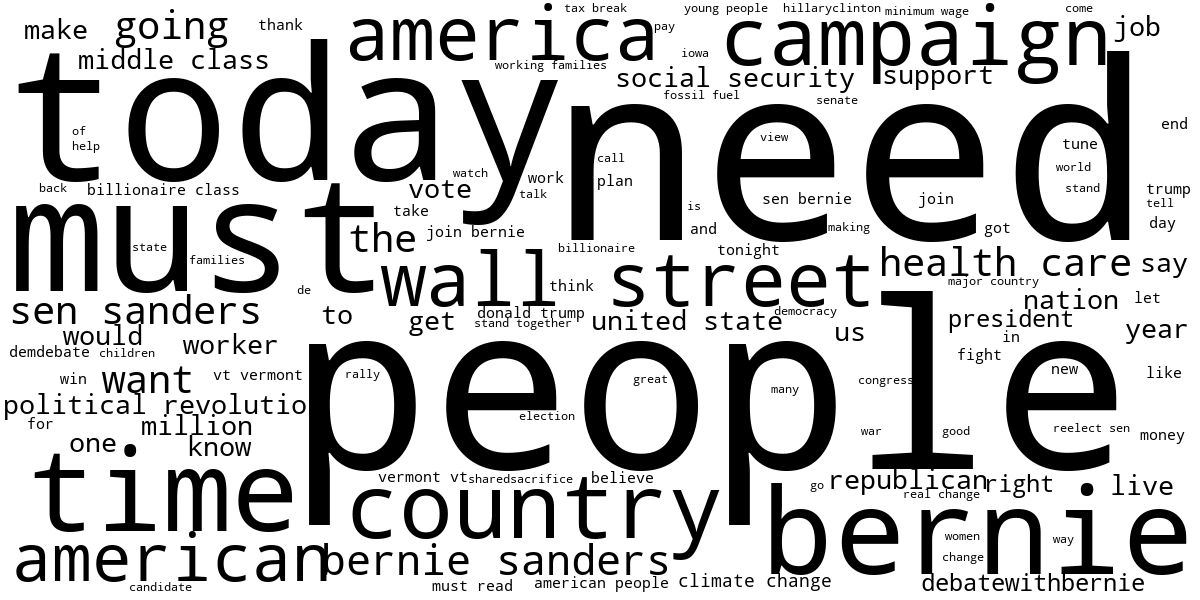 make
going
thank
america
tax break
pay
young people
hillaryclinton
minimum wage
come
campaign
job
middle class
working families
iowa
social security
support
fossil fuel
senate
today
need
of
help
view
end
tune
call
world
back
billionaire class
watch
vote
talk
work
plan
stand
trump
tell
must
take
is
sen bernie
join
day
state
families
the
join bernie
and
making
got
billionaire
tonight
de
wall street
think
health care
say
major country
sen sanders
to
get
donald trump
stand together
united state
democracy
us
president
nation
let
would
worker
in
year
demdebate
children
fight
win
want
vt vermont
people
rally
great
many
congress
new
like
political revolutio
for
million
election
one
know
war
good
reelect sen
money
time
vermont vt
sharedsacrifice
believe
country
go
republican
real change
right
live
bernie
women
change
way
american
bernie sanders
candidate
must read
american people
climate change
debatewithbernie